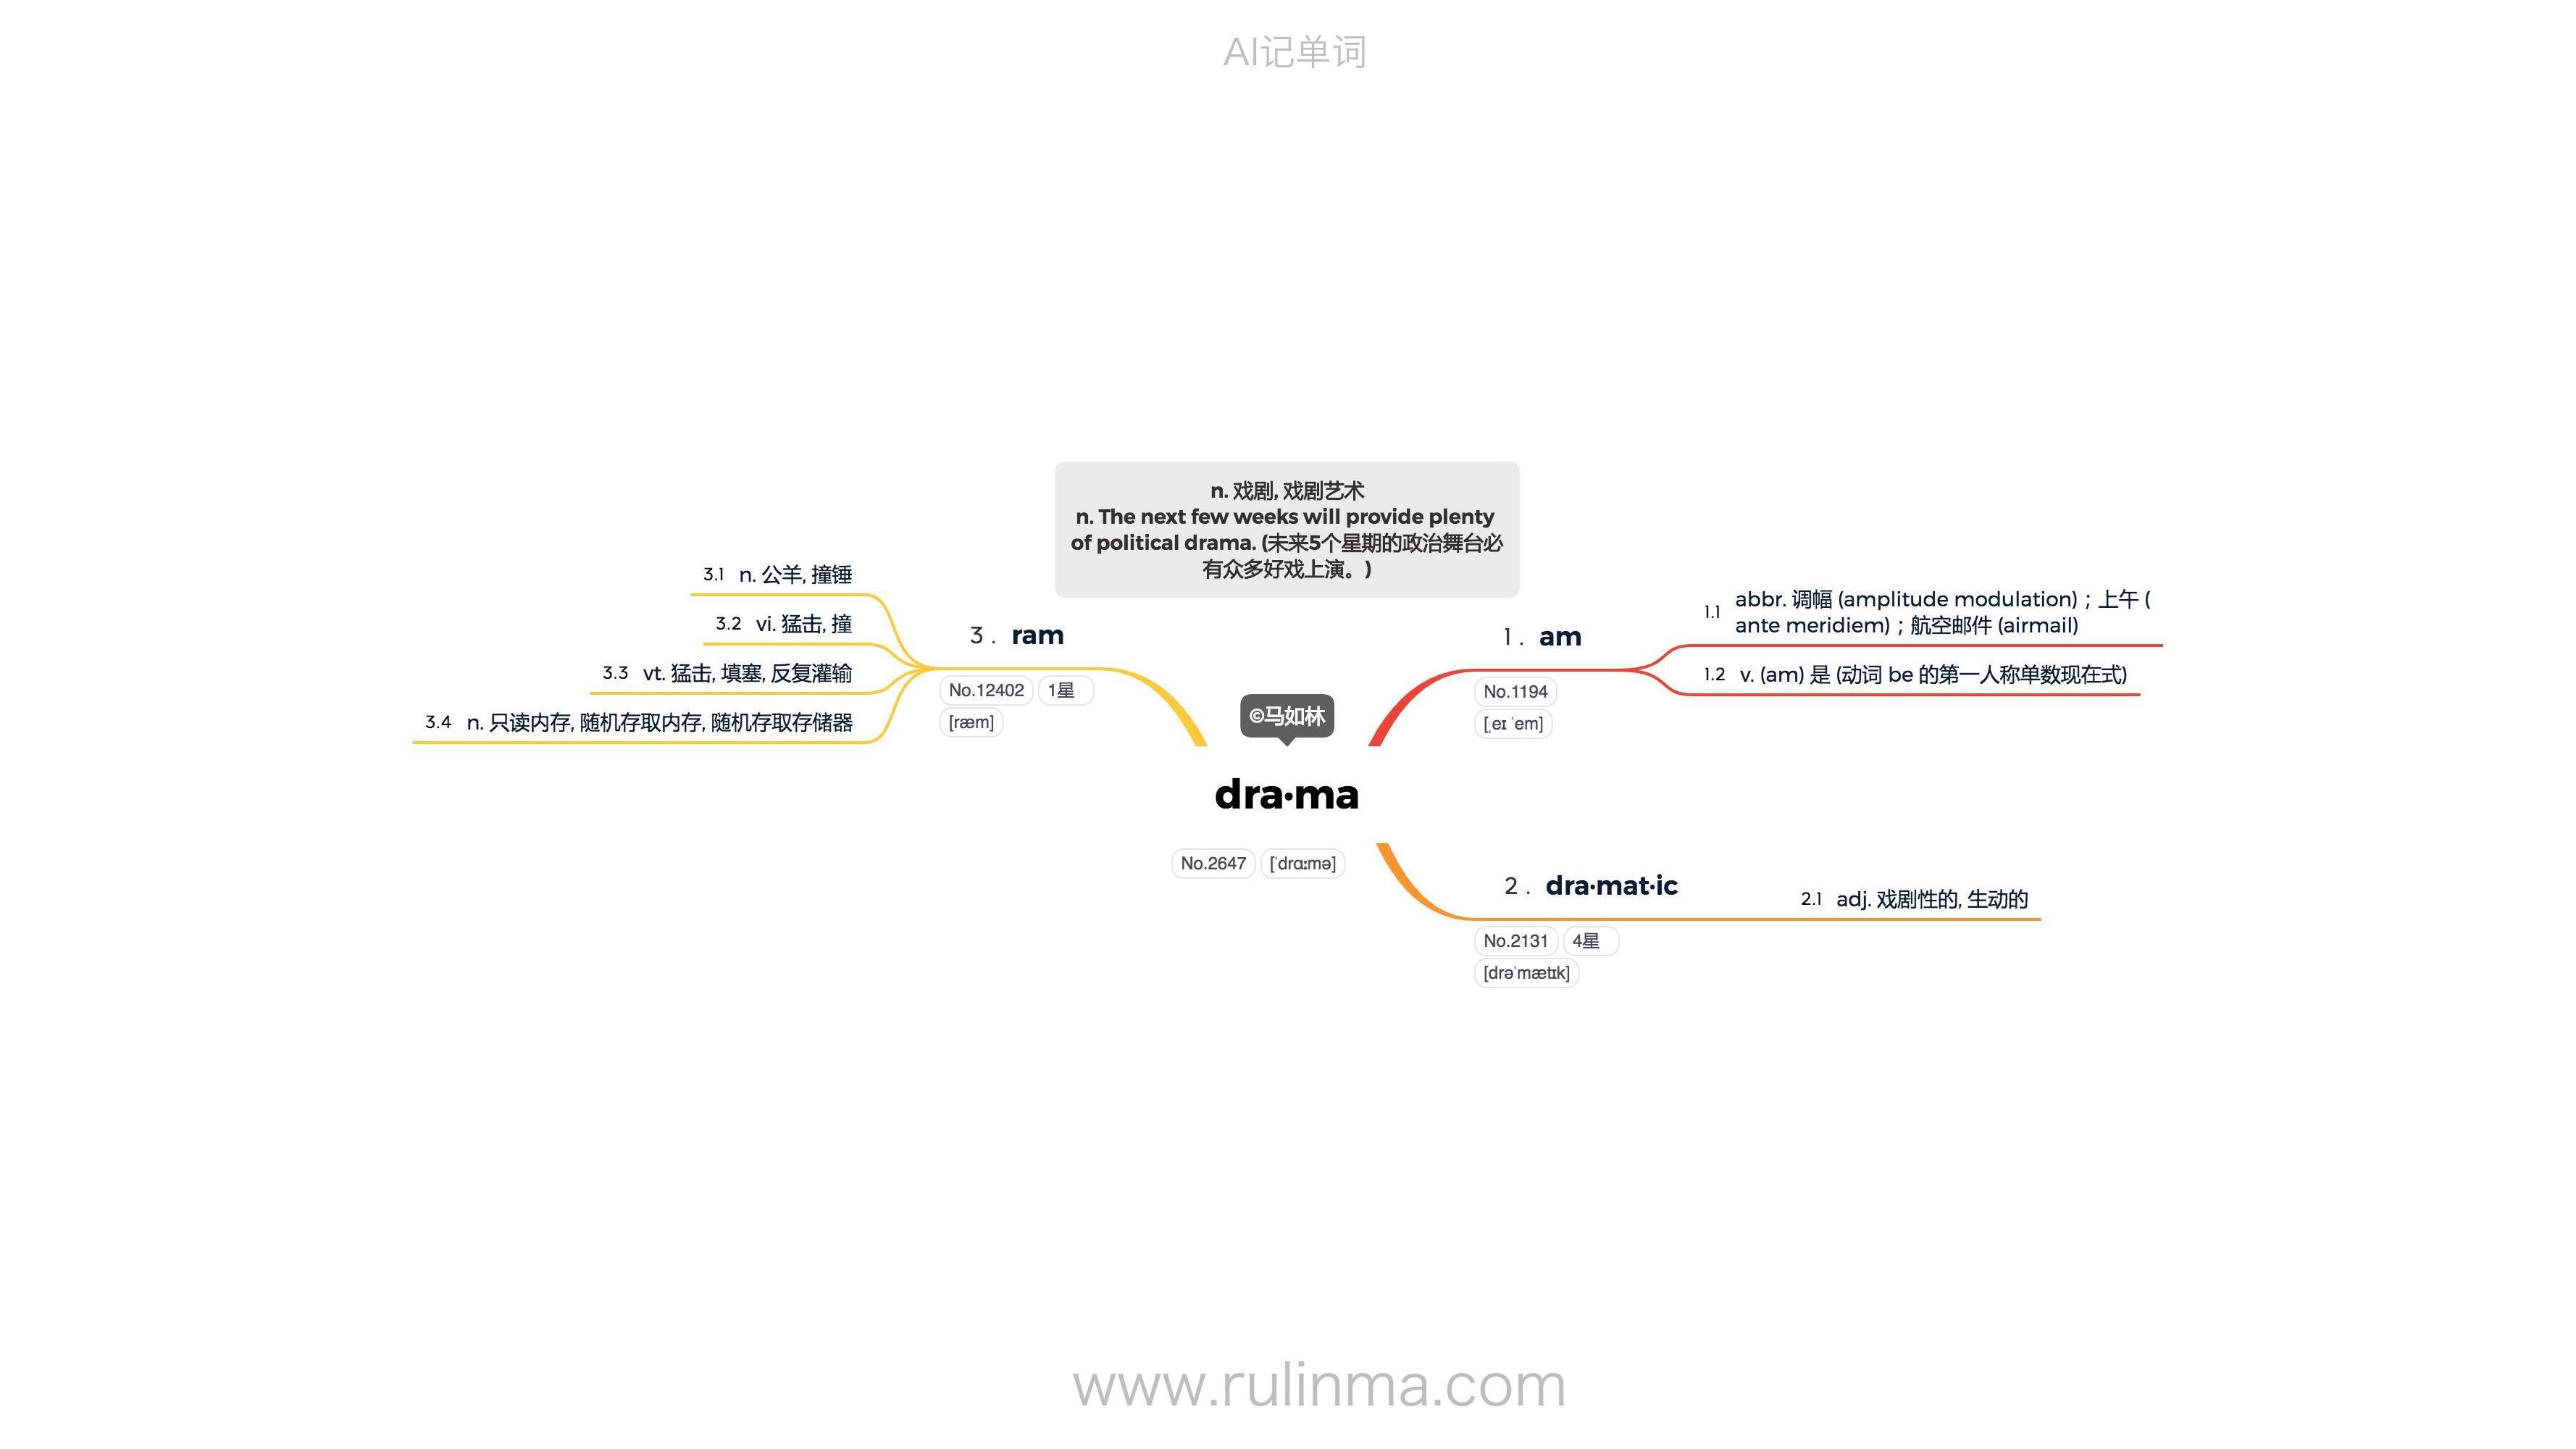 AI记单词
n. 戏剧, 戏剧艺术
n. The next few weeks will provide plenty
of political drama. (未来5个星期的政治舞台必
有众多好戏上演。)
©马如林
dra·ma
No.2647 [ˈdrɑːmə]
1 . am
No.1194
[ˌeɪ ˈem]
1.1 abbr. 调幅 (amplitude modulation)；上午 (
ante meridiem)；航空邮件 (airmail)
1.2 v. (am) 是 (动词 be 的第一人称单数现在式)
2 . dra·mat·ic
No.2131 4星
[drəˈmætɪk]
2.1 adj. 戏剧性的, 生动的
3 . ram
No.12402 1星
[ræm]
3.1 n. 公羊, 撞锤
3.2 vi. 猛击, 撞
3.3 vt. 猛击, 填塞, 反复灌输
3.4 n. 只读内存, 随机存取内存, 随机存取存储器
www.rulinma.com